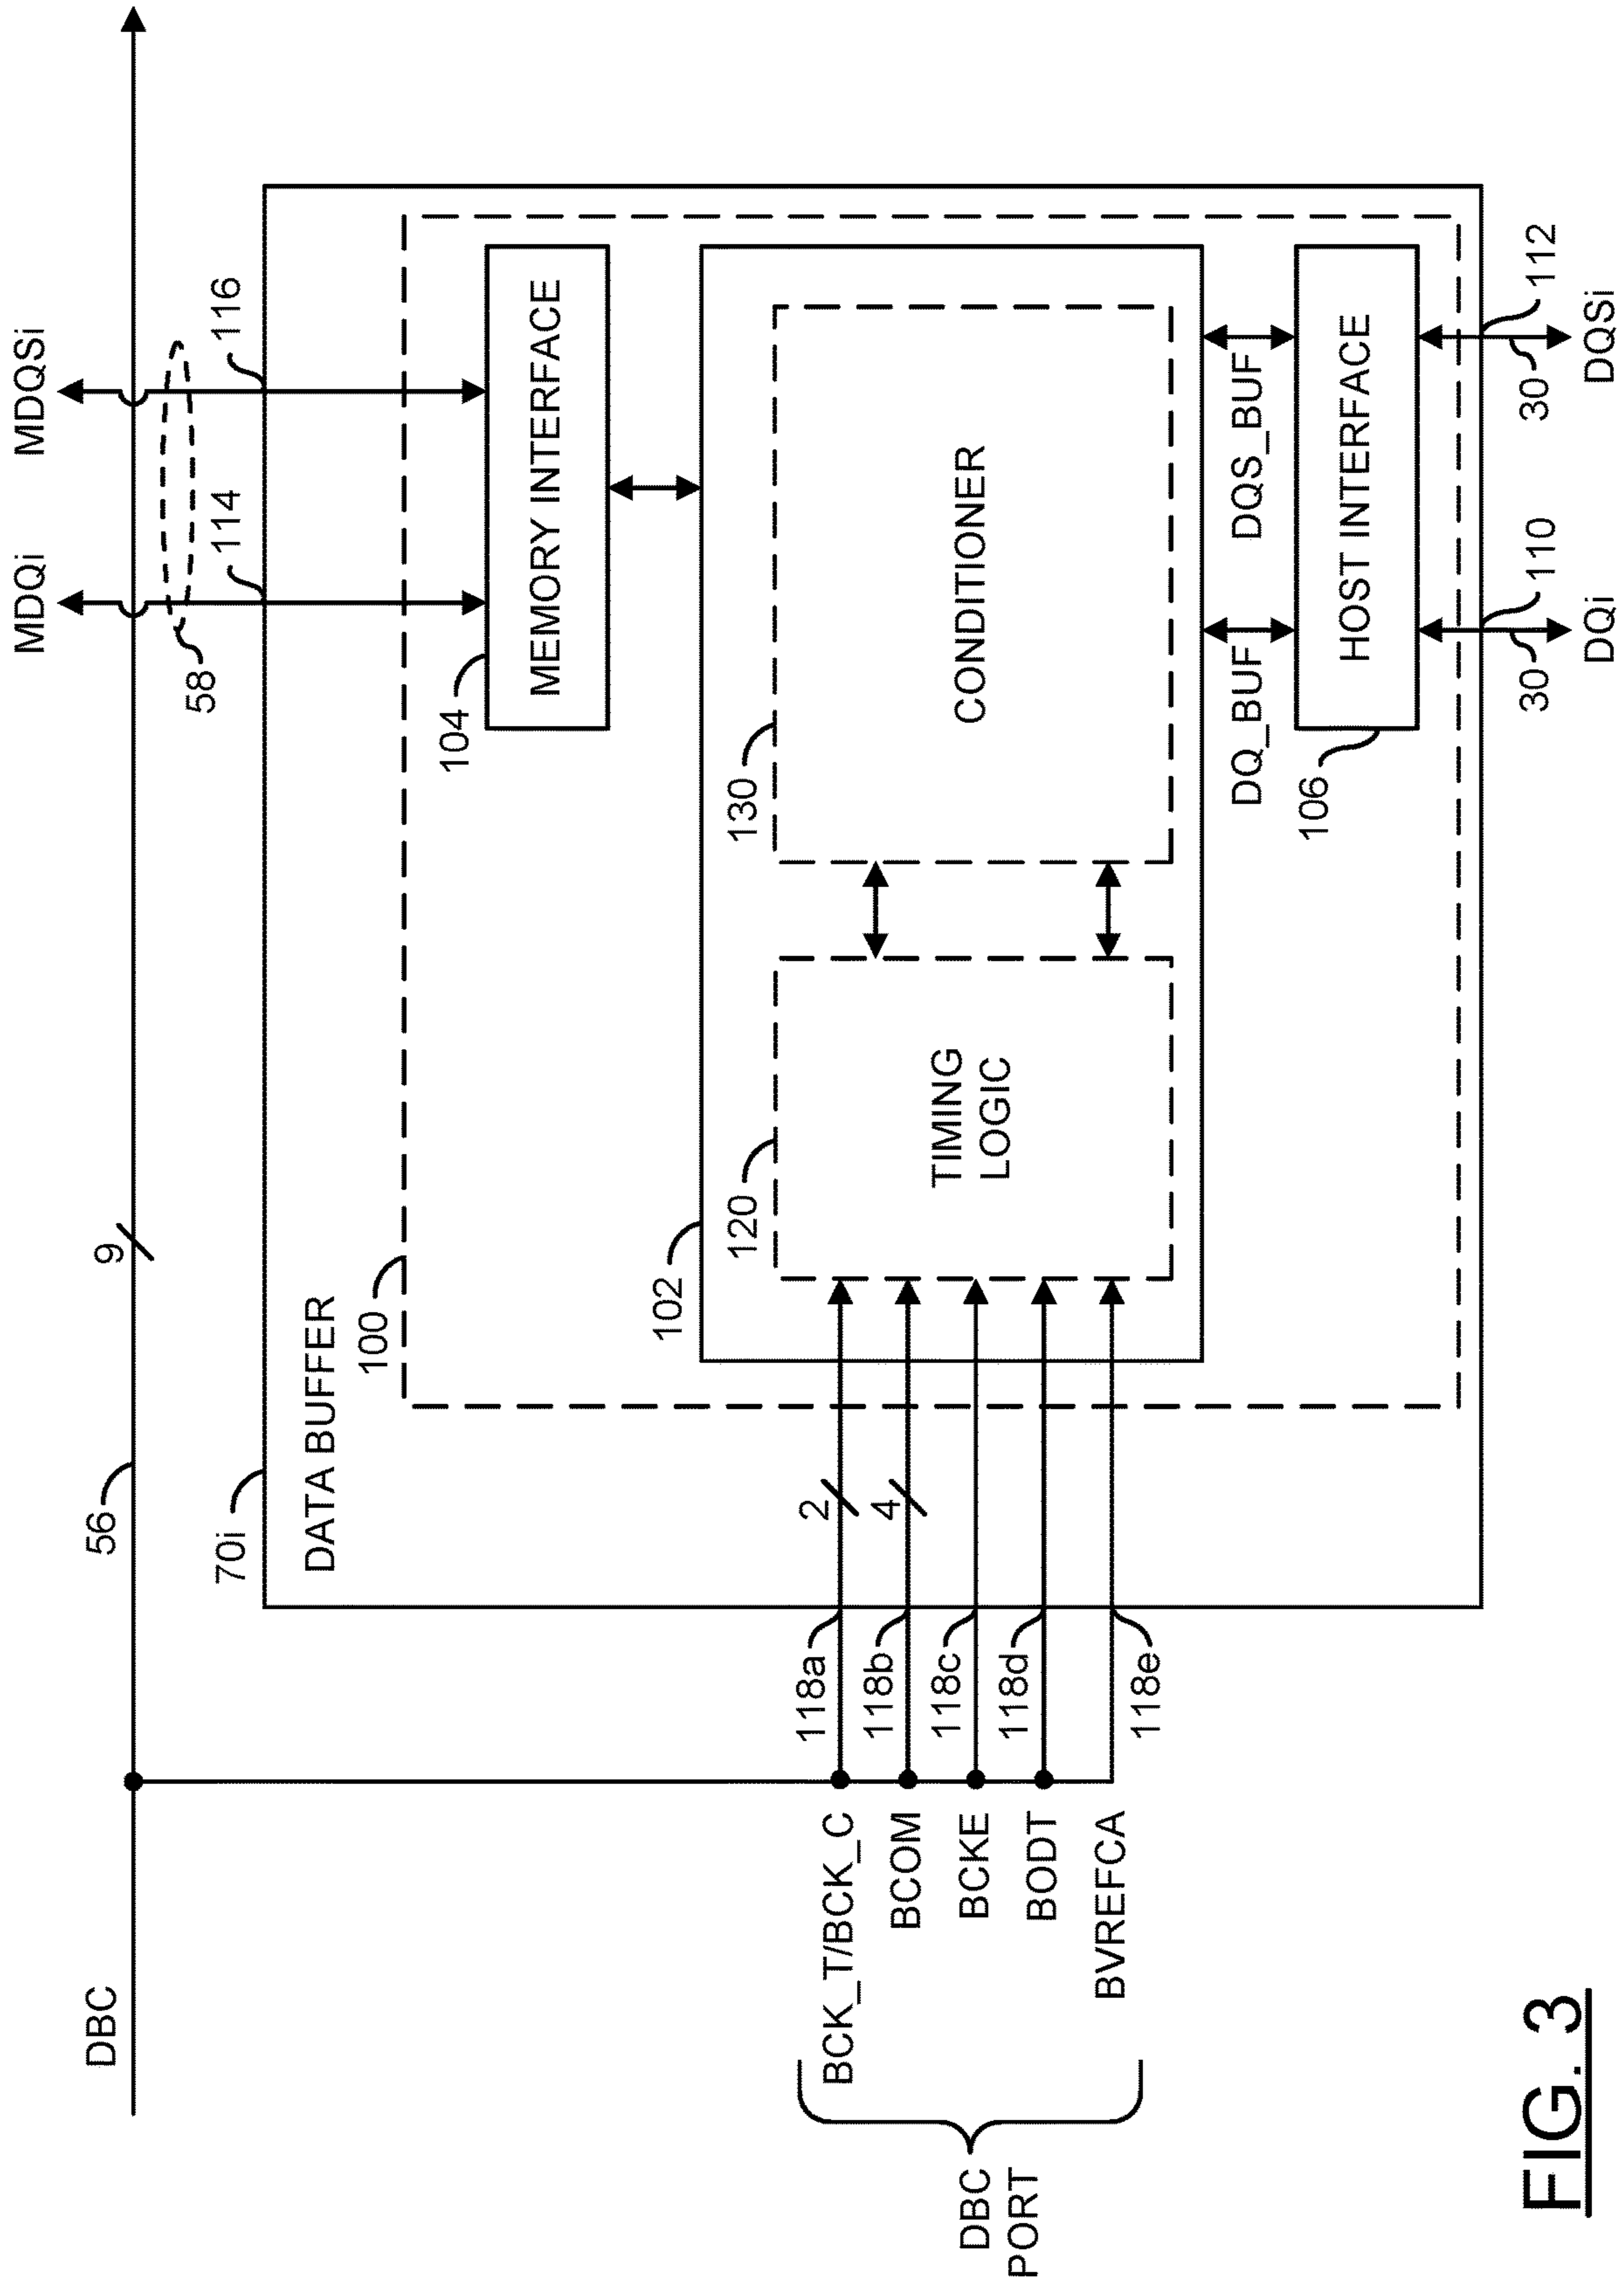 DBC
56
9
MDQi
MDQSi
58
114
116
70i
DATA BUFFER
100
104
MEMORY INTERFACE
102
120
TIMING
LOGIC
130
CONDITIONER
DBC
PORT
BCK_T/BCK_C
BCOM
BCKE
BODT
BVREFCA
118a
118b
118c
118d
118e
2
4
DQ_BUF
DQS_BUF
106
HOST INTERFACE
30
110
30
112
DQi
DQSi
FIG. 3